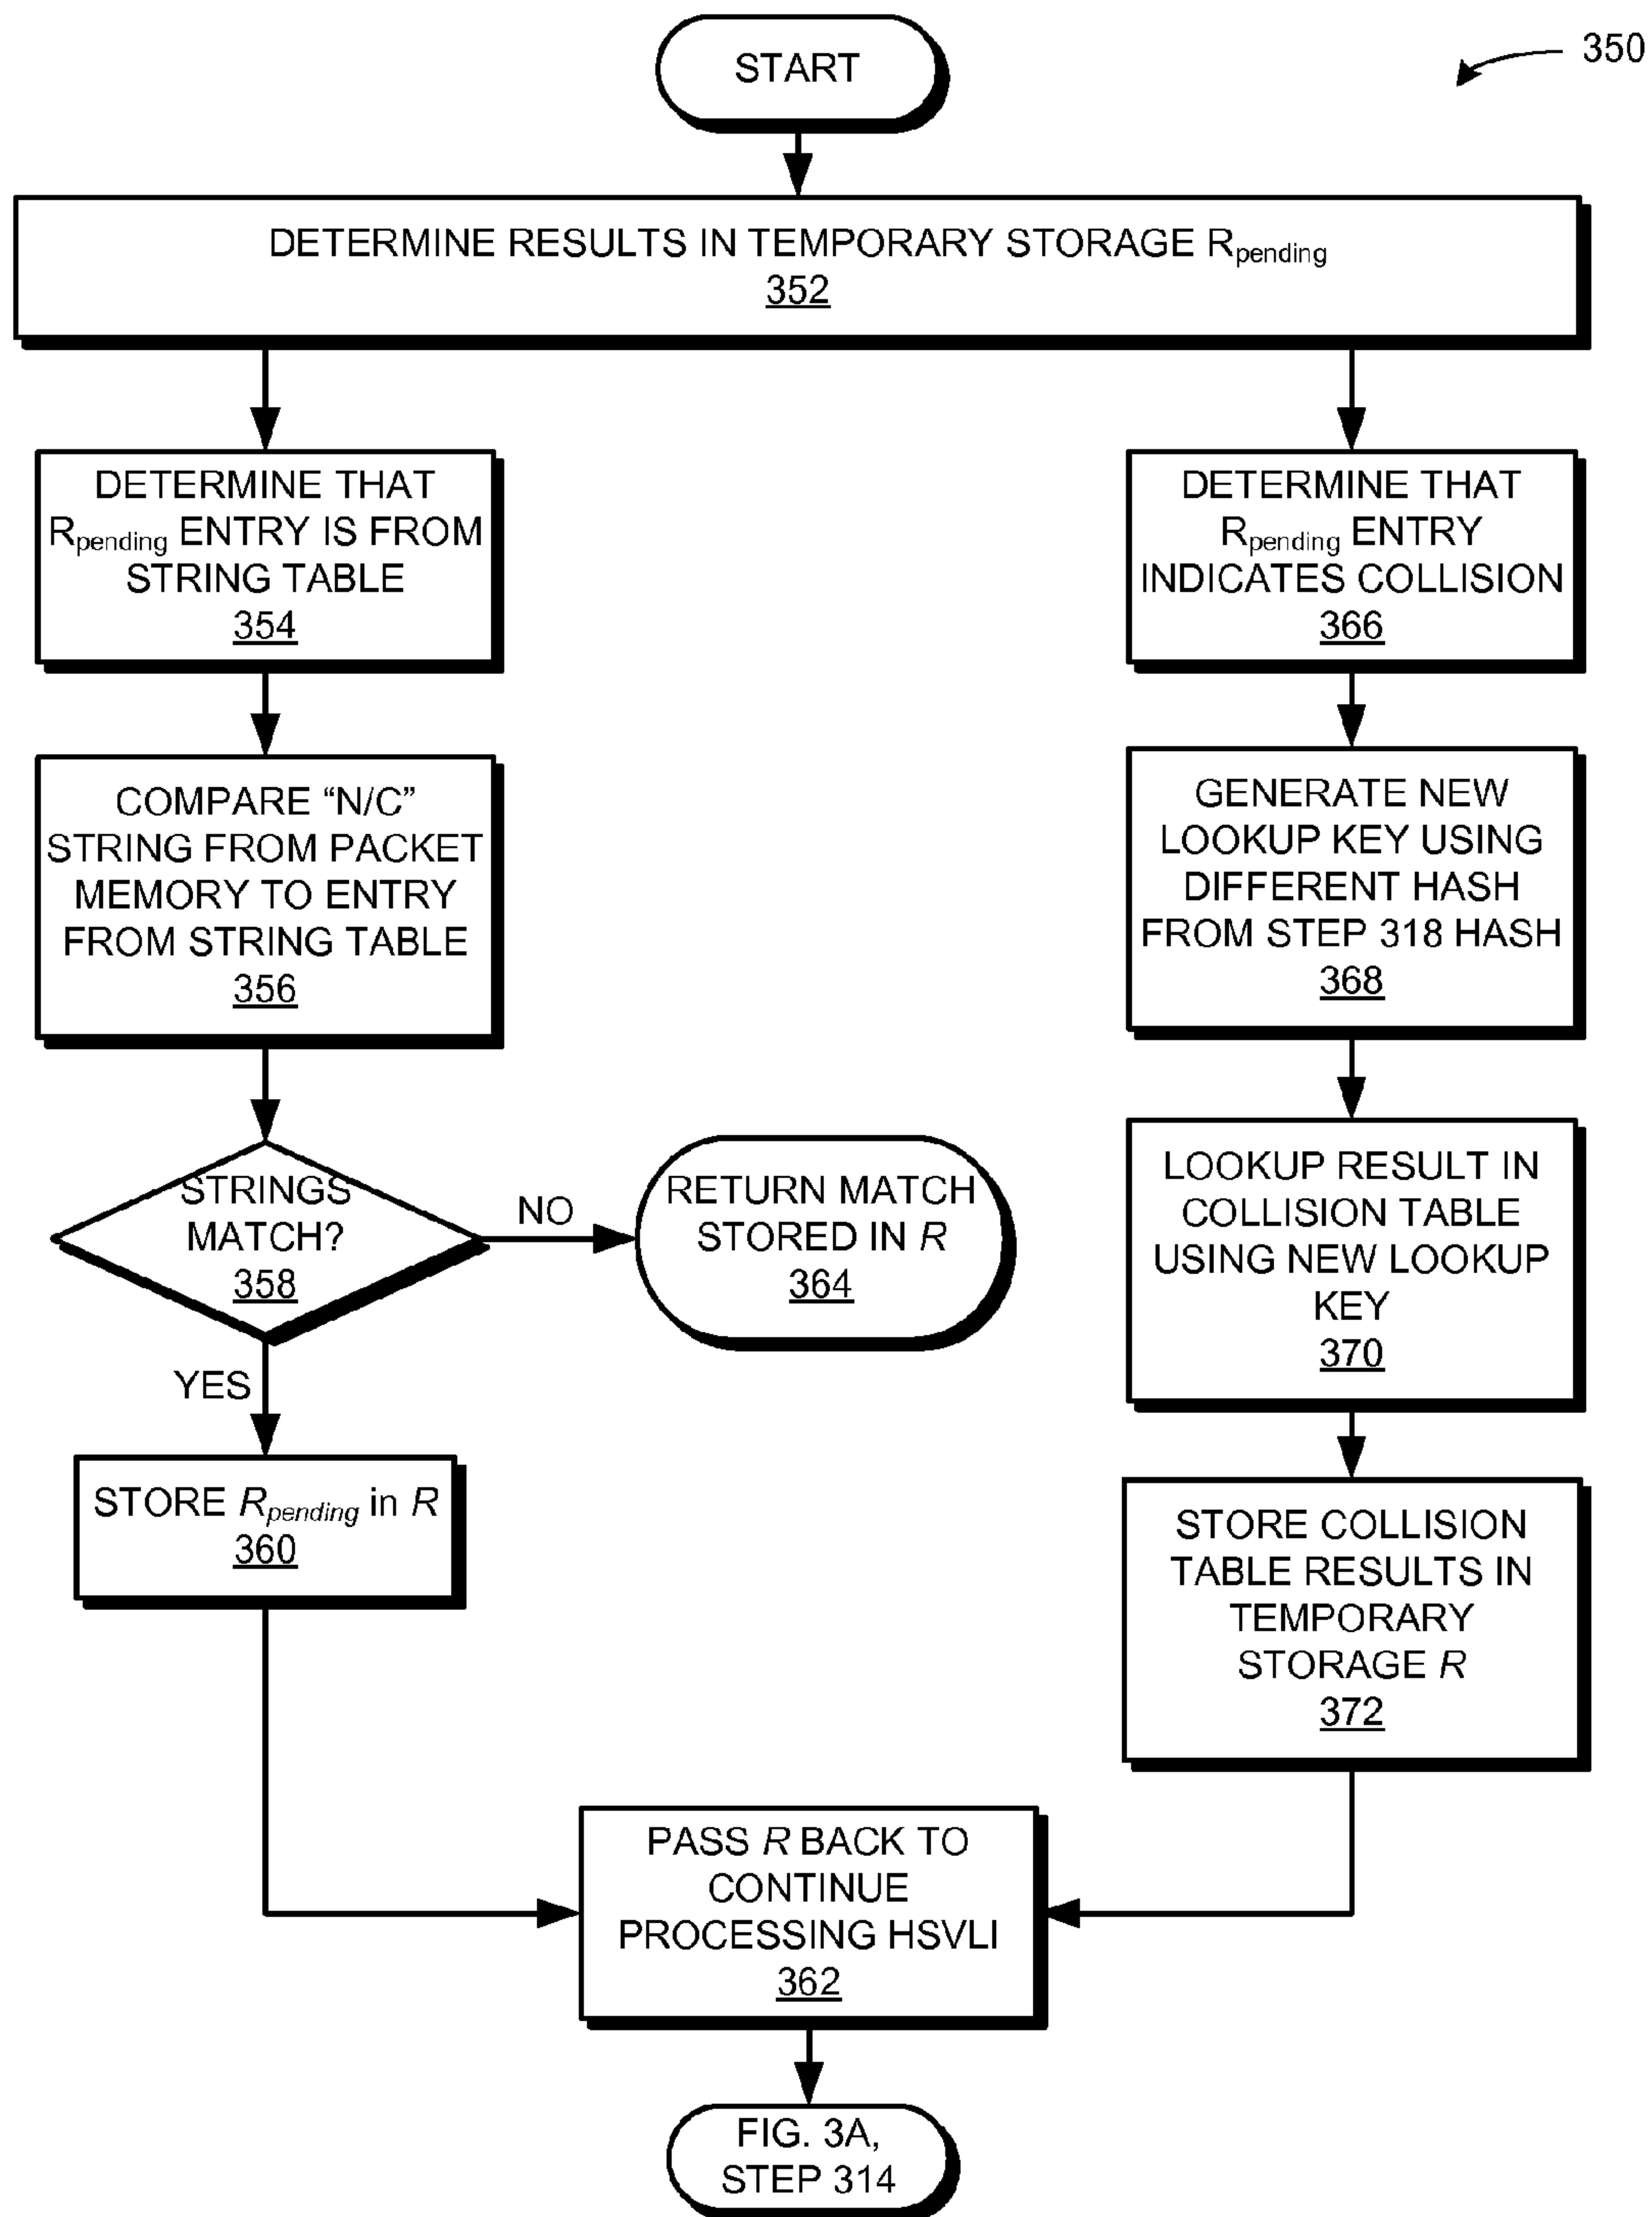 START
350
DETERMINE RESULTS IN TEMPORARY STORAGE Rpending
352
DETERMINE THAT
Rpending ENTRY IS FROM
STRING TABLE
354
COMPARE “N/C”
STRING FROM PACKET
MEMORY TO ENTRY
FROM STRING TABLE
356
STRINGS
MATCH?
358
NO
RETURN MATCH
STORED IN R
364
YES
STORE Rpending in R
360
DETERMINE THAT
Rpending ENTRY
INDICATES COLLISION
366
GENERATE NEW
LOOKUP KEY USING
DIFFERENT HASH
FROM STEP 318 HASH
368
LOOKUP RESULT IN
COLLISION TABLE
USING NEW LOOKUP
KEY
370
STORE COLLISION
TABLE RESULTS IN
TEMPORARY
STORAGE R
372
PASS R BACK TO
CONTINUE
PROCESSING HSVLI
362
FIG. 3A,
STEP 314